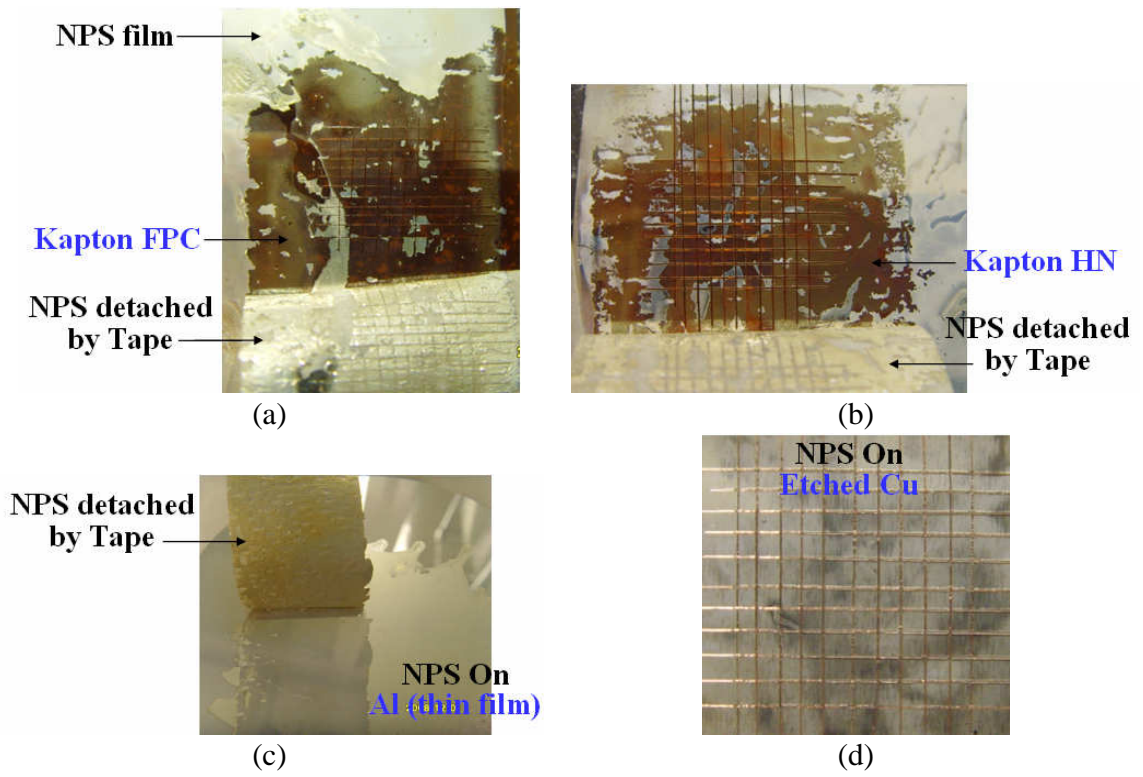 NPS film
Kapton FPC
NPS detached
by Tape
(a)
Kapton HN
NPS detached
by Tape
(b)
NPS detached
by Tape
NPS On
Al (thin film)
(c)
NPS On
Etched Cu
(d)